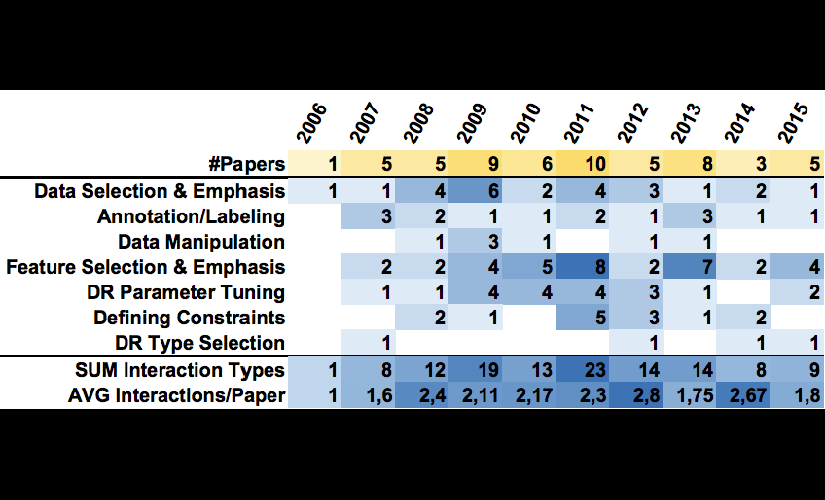 2006 2007 2008 2009 2010 2011 2012 2013 2014 2015
#Papers 1 5 5 9 6 10 5 8 3 5
Data Selection & Emphasis 1 1 4 6 2 4 3 1 2 1
Annotation/Labeling 3 2 1 1 2 1 3 1 1
Data Manipulation 1 3 1 1 1
Feature Selection & Emphasis 2 2 4 5 8 2 7 2 4
DR Parameter Tuning 1 1 4 4 4 3 1 2
Defining Constraints 2 1 5 3 1 2
DR Type Selection 1 1 1 1
SUM Interaction Types 1 8 12 19 13 23 14 14 8 9
AVG Interactions/Paper 1 1,6 2,4 2,11 2,17 2,3 2,8 1,75 2,67 1,8